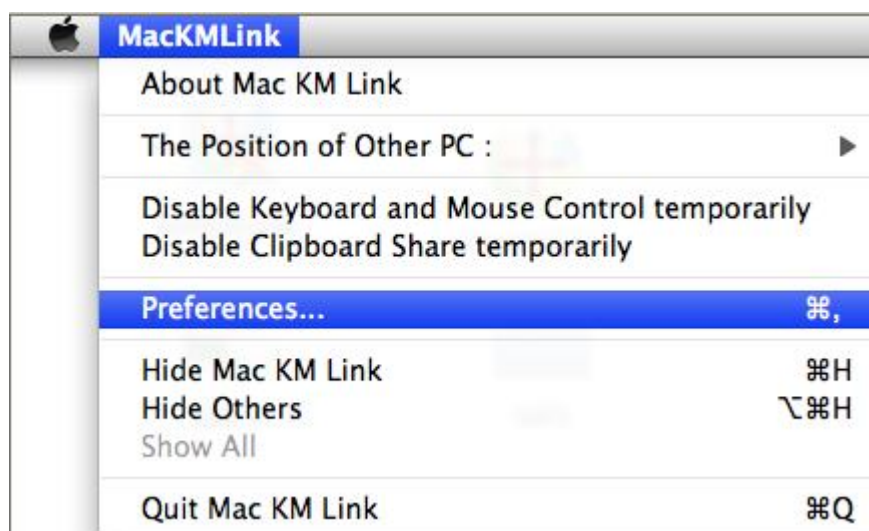 MacKMLink
About Mac KM Link
The Position of Other PC :
Disable Keyboard and Mouse Control temporarily
Disable Clipboard Share temporarily
Preferences... ⌘,
Hide Mac KM Link ⌘H
Hide Others ⌥⌘H
Show All
Quit Mac KM Link ⌘Q